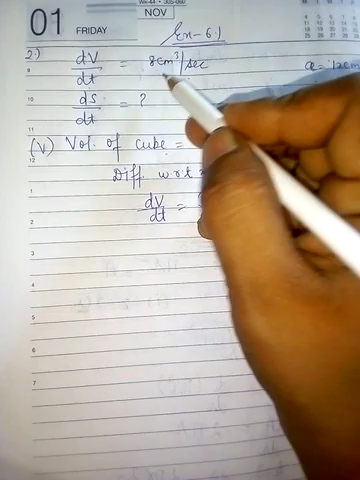 01 FRIDAY
NOV
Ex-6.1
2.) dV/dt = 8cm³/sec a = 12cm
dS/dt = ?
(V) Vol. of cube =
Diff w r t
dV/dt =